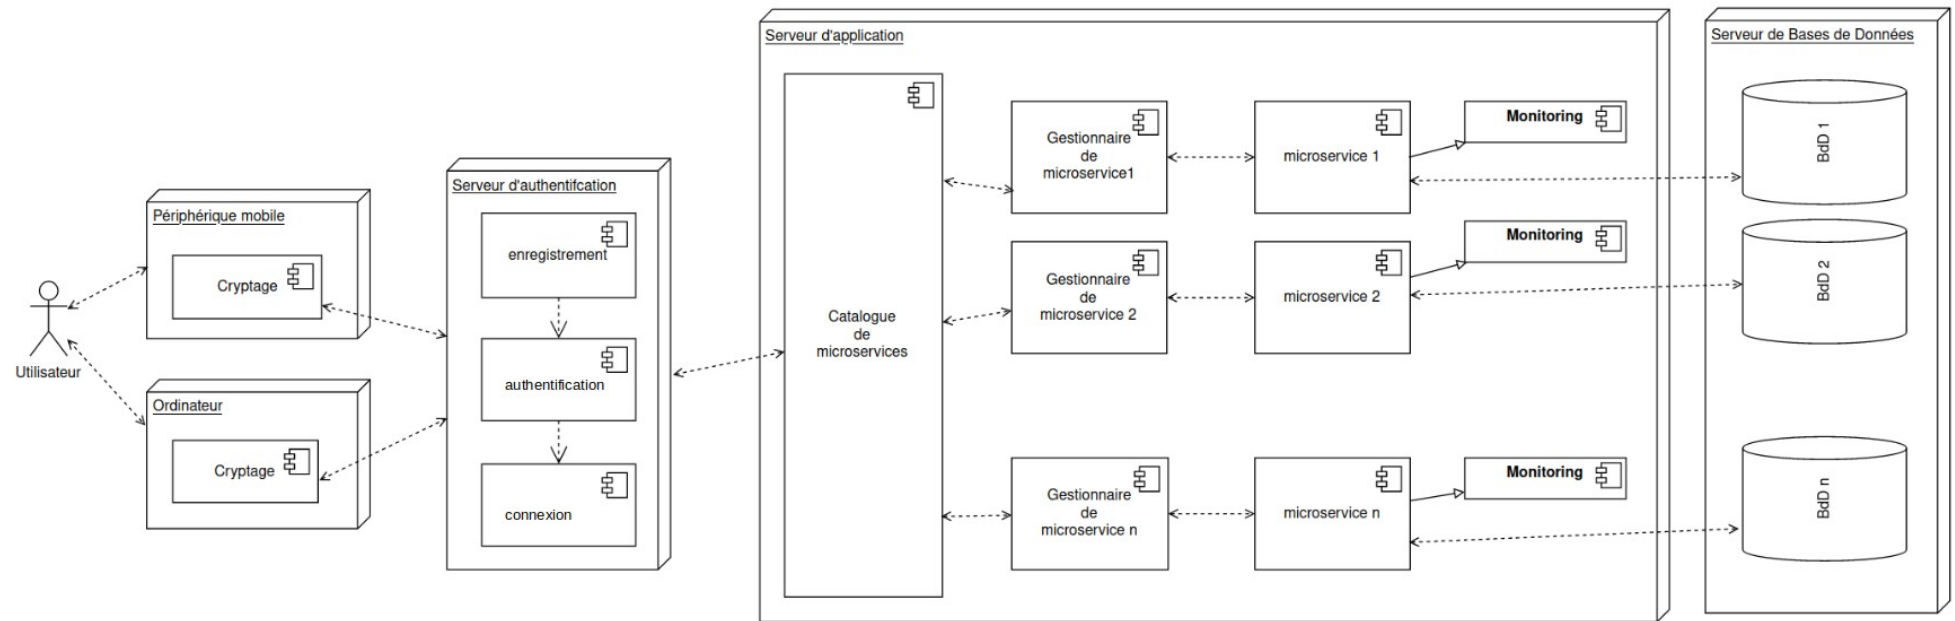 Utilisateur
Périphérique mobile
Cryptage
Ordinateur
Cryptage
Serveur d'authentifcation
enregistrement
authentification
connexion
Serveur d'application
Catalogue
de
microservices
Gestionnaire
de
microservice1
microservice 1
Monitoring
Gestionnaire
de
microservice 2
microservice 2
Monitoring
Gestionnaire
de
microservice n
microservice n
Monitoring
Serveur de Bases de Données
BdD 1
BdD 2
BdD n